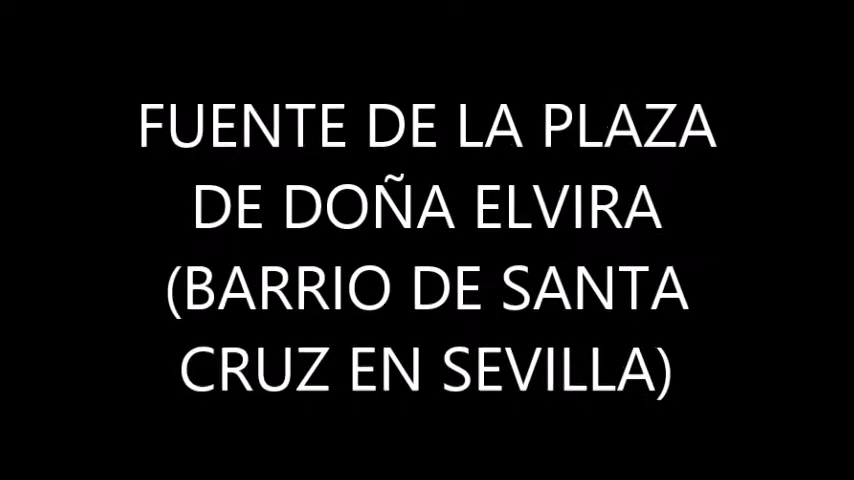 FUENTE DE LA PLAZA
DE DOÑA ELVIRA
(BARRIO DE SANTA
CRUZ EN SEVILLA)